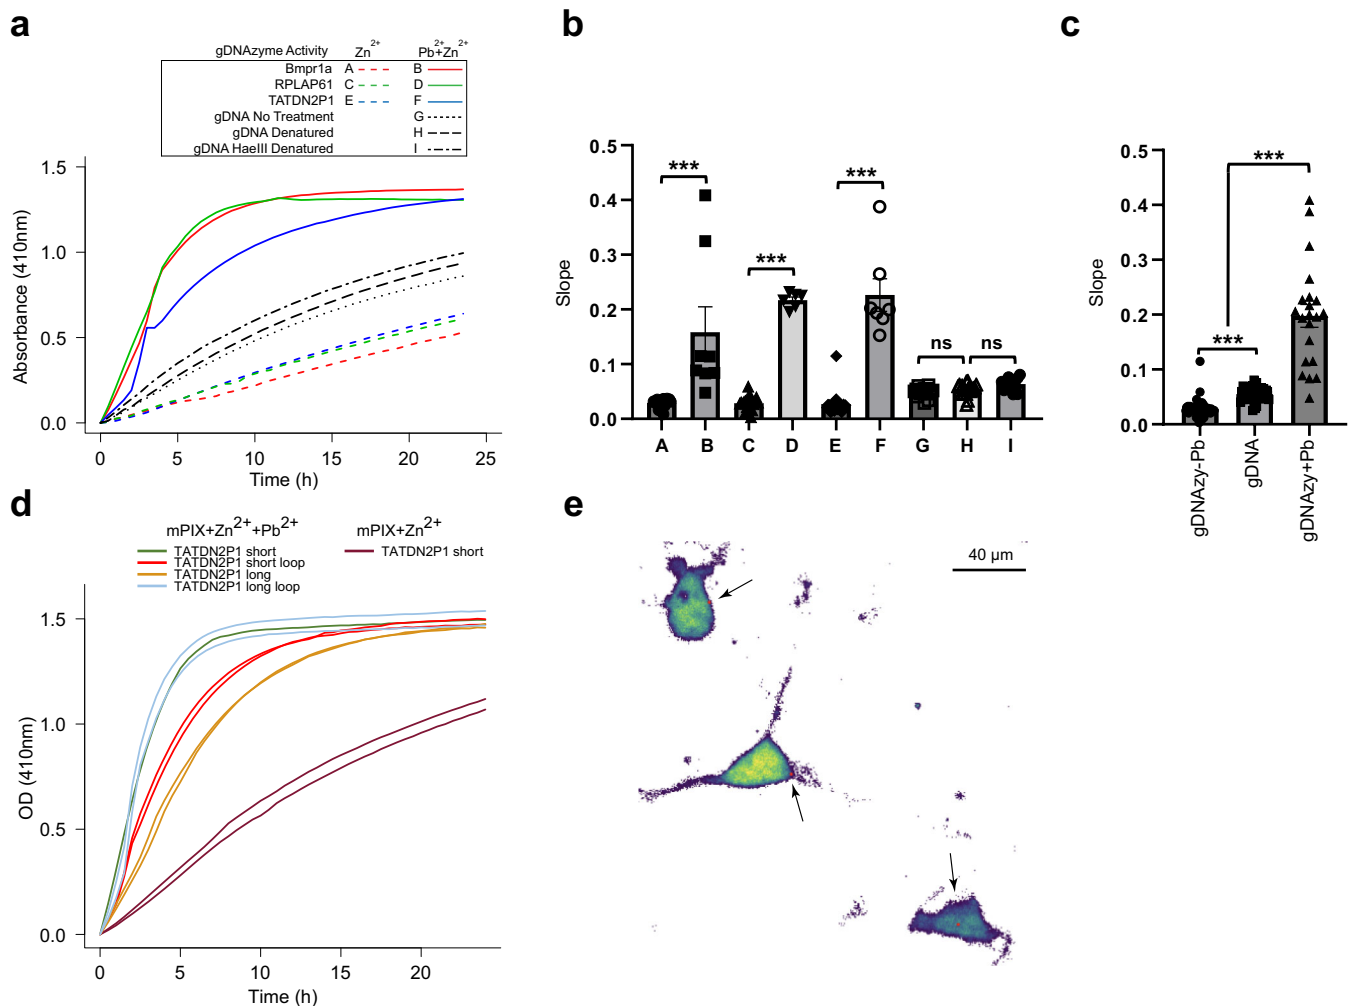 a
gDNAzyme Activity Zn2+ Pb2++Zn2+
Bmpr1a A B
RPLAP61 C D
TATDN2P1 E F
gDNA No Treatment G
gDNA Denatured H
gDNA HaeIII Denatured I
Absorbance (410nm)
1.5
1.0
0.5
0.0
0 5 10 15 20 25
Time (h)
b
Slope
0.5
0.4
0.3
0.2
0.1
0.0
*** *** *** ns ns
A B C D E F G H I
c
Slope
0.5
0.4
0.3
0.2
0.1
0.0
***
***
gDNAzy-Pb
gDNA
gDNAzy+Pb
d
mPIX+Zn2++Pb2+ mPIX+Zn2+
TATDN2P1 short TATDN2P1 short
TATDN2P1 short loop
TATDN2P1 long
TATDN2P1 long loop
OD (410nm)
1.5
1.0
0.5
0.0
0 5 10 15 20
Time (h)
e
40 µm